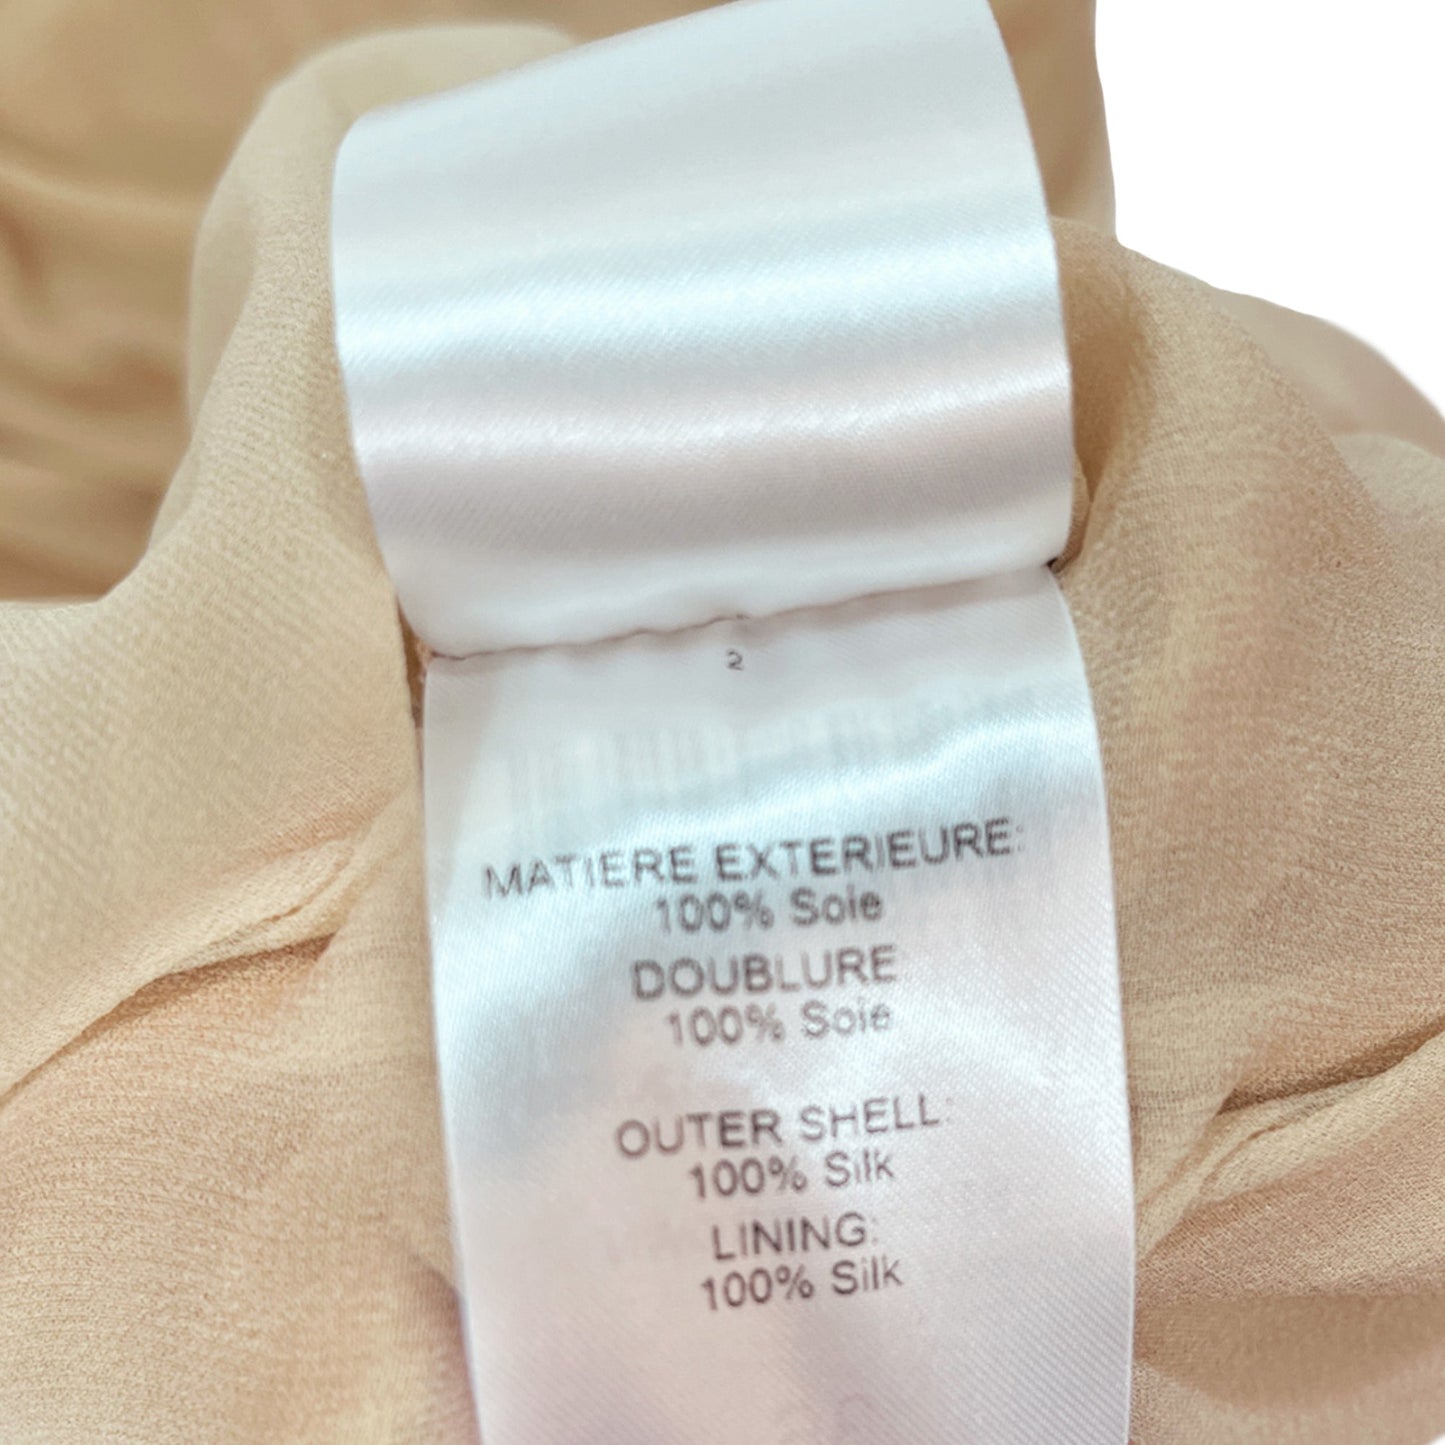 2
MATIERE EXTERIEURE:
100% Soie
DOUBLURE
100% Soie
OUTER SHELL:
100% Silk
LINING:
100% Silk